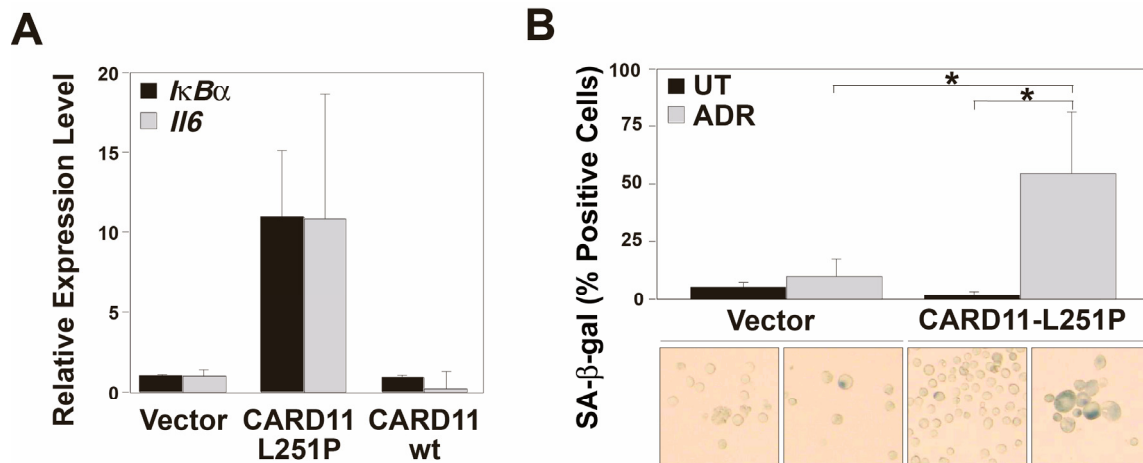 A
Relative Expression Level
20
15
10
5
0
IκBα
Il6
Vector
CARD11
L251P
CARD11
wt
B
SA-β-gal (% Positive Cells)
100
75
50
25
0
UT
ADR
*
*
Vector
CARD11-L251P